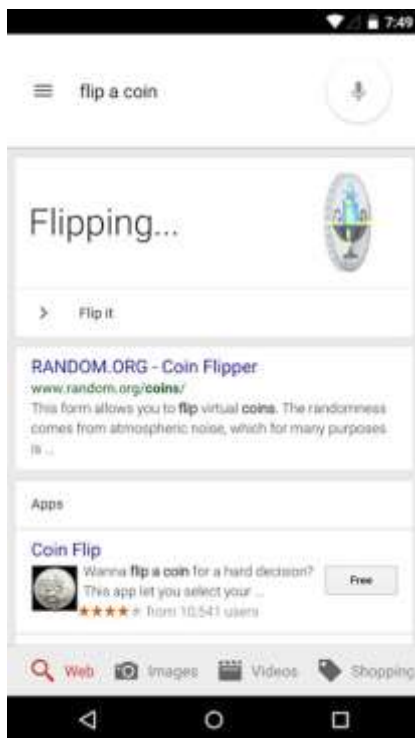 7:49
flip a coin
Flipping...
Flip it
RANDOM.ORG - Coin Flipper
www.random.org/coins/
This form allows you to flip virtual coins. The randomness
comes from atmospheric noise, which for many purposes
is ...
Apps
Coin Flip
Wanna flip a coin for a hard decision?
This app let you select your ...
Free
from 10,541 users
Web Images Videos Shopping